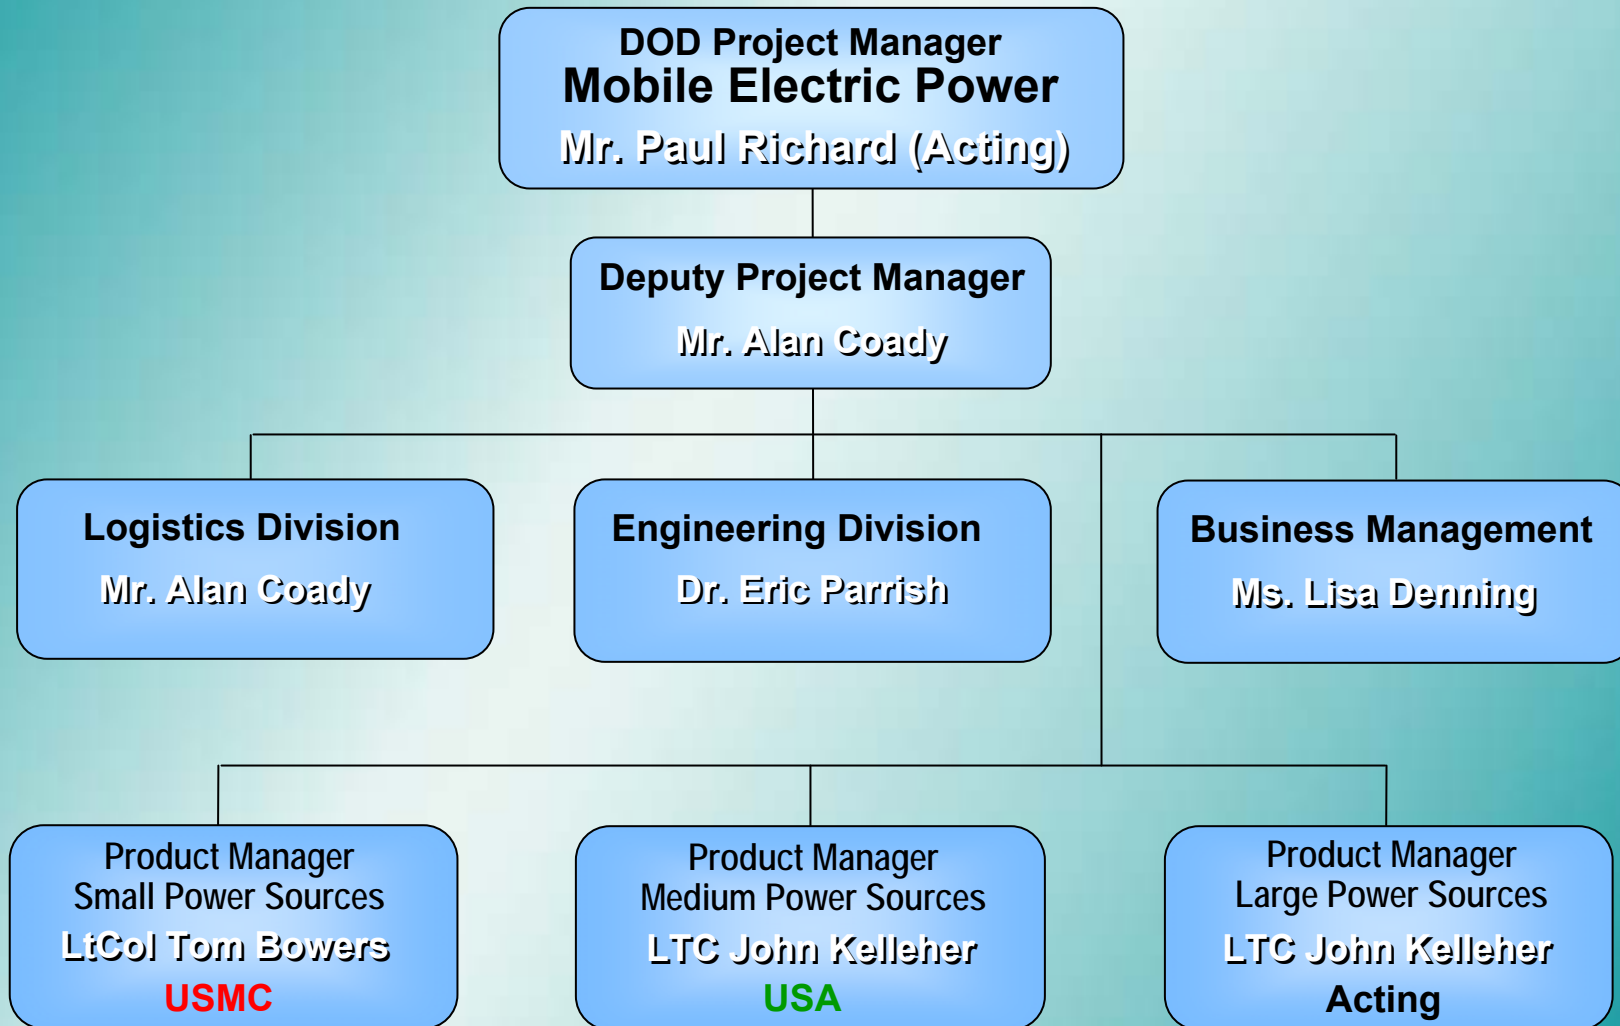 DOD Project Manager
Mobile Electric Power
Mr. Paul Richard (Acting)
Deputy Project Manager
Mr. Alan Coady
Logistics Division
Mr. Alan Coady
Engineering Division
Dr. Eric Parrish
Business Management
Ms. Lisa Denning
Product Manager
Small Power Sources
LtCol Tom Bowers
USMC
Product Manager
Medium Power Sources
LTC John Kelleher
USA
Product Manager
Large Power Sources
LTC John Kelleher
Acting